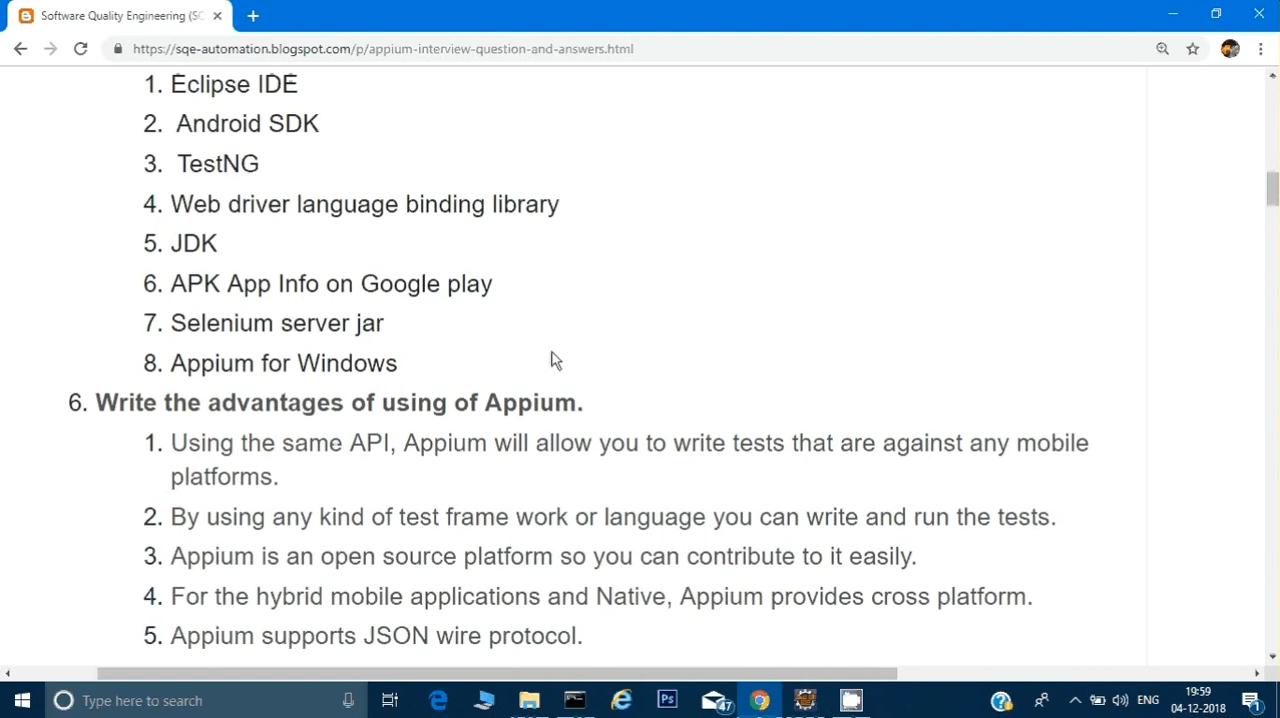 Software Quality Engineering (SC
https://sqe-automation.blogspot.com/p/appium-interview-question-and-answers.html
1. Eclipse IDE
2. Android SDK
3. TestNG
4. Web driver language binding library
5. JDK
6. APK App Info on Google play
7. Selenium server jar
8. Appium for Windows
6. Write the advantages of using of Appium.
1. Using the same API, Appium will allow you to write tests that are against any mobile
platforms.
2. By using any kind of test frame work or language you can write and run the tests.
3. Appium is an open source platform so you can contribute to it easily.
4. For the hybrid mobile applications and Native, Appium provides cross platform.
5. Appium supports JSON wire protocol.
Type here to search
Ps
47
ENG
19:59
04-12-2018
1